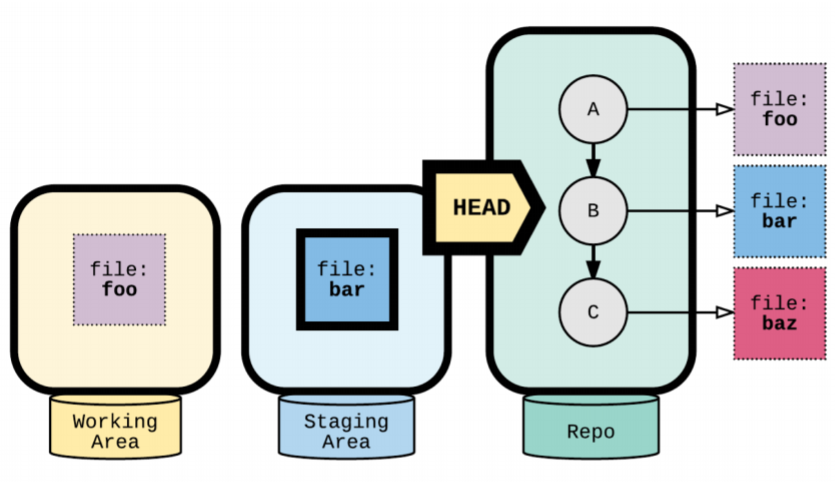 file:
foo
Working
Area
file:
bar
Staging
Area
HEAD
A
B
C
Repo
file:
foo
file:
bar
file:
baz